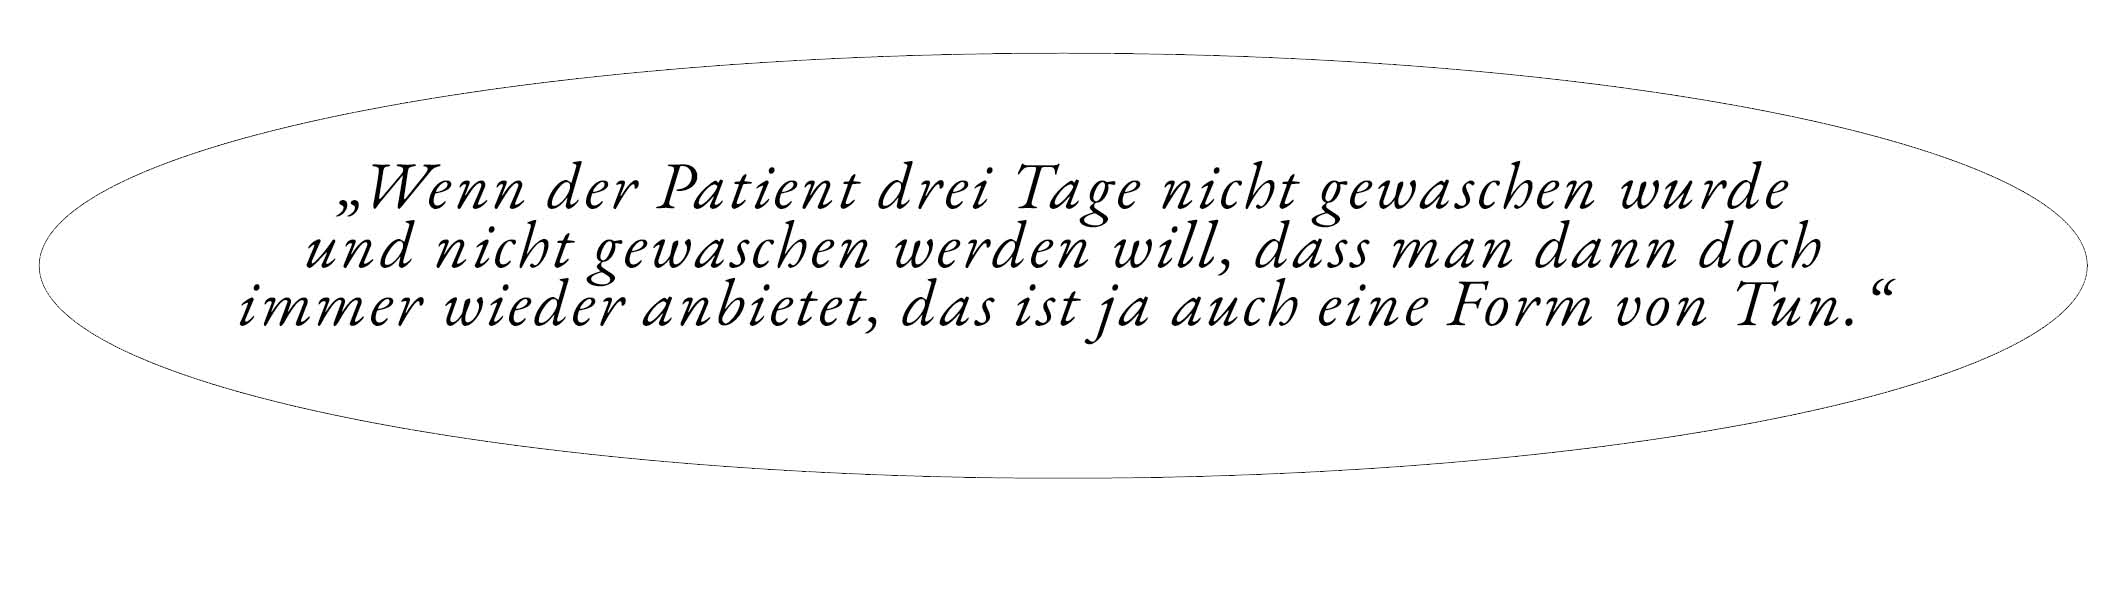 „Wenn der Patient drei Tage nicht gewaschen wurde
und nicht gewaschen werden will, dass man dann doch
immer wieder anbietet, das ist ja auch eine Form von Tun.“